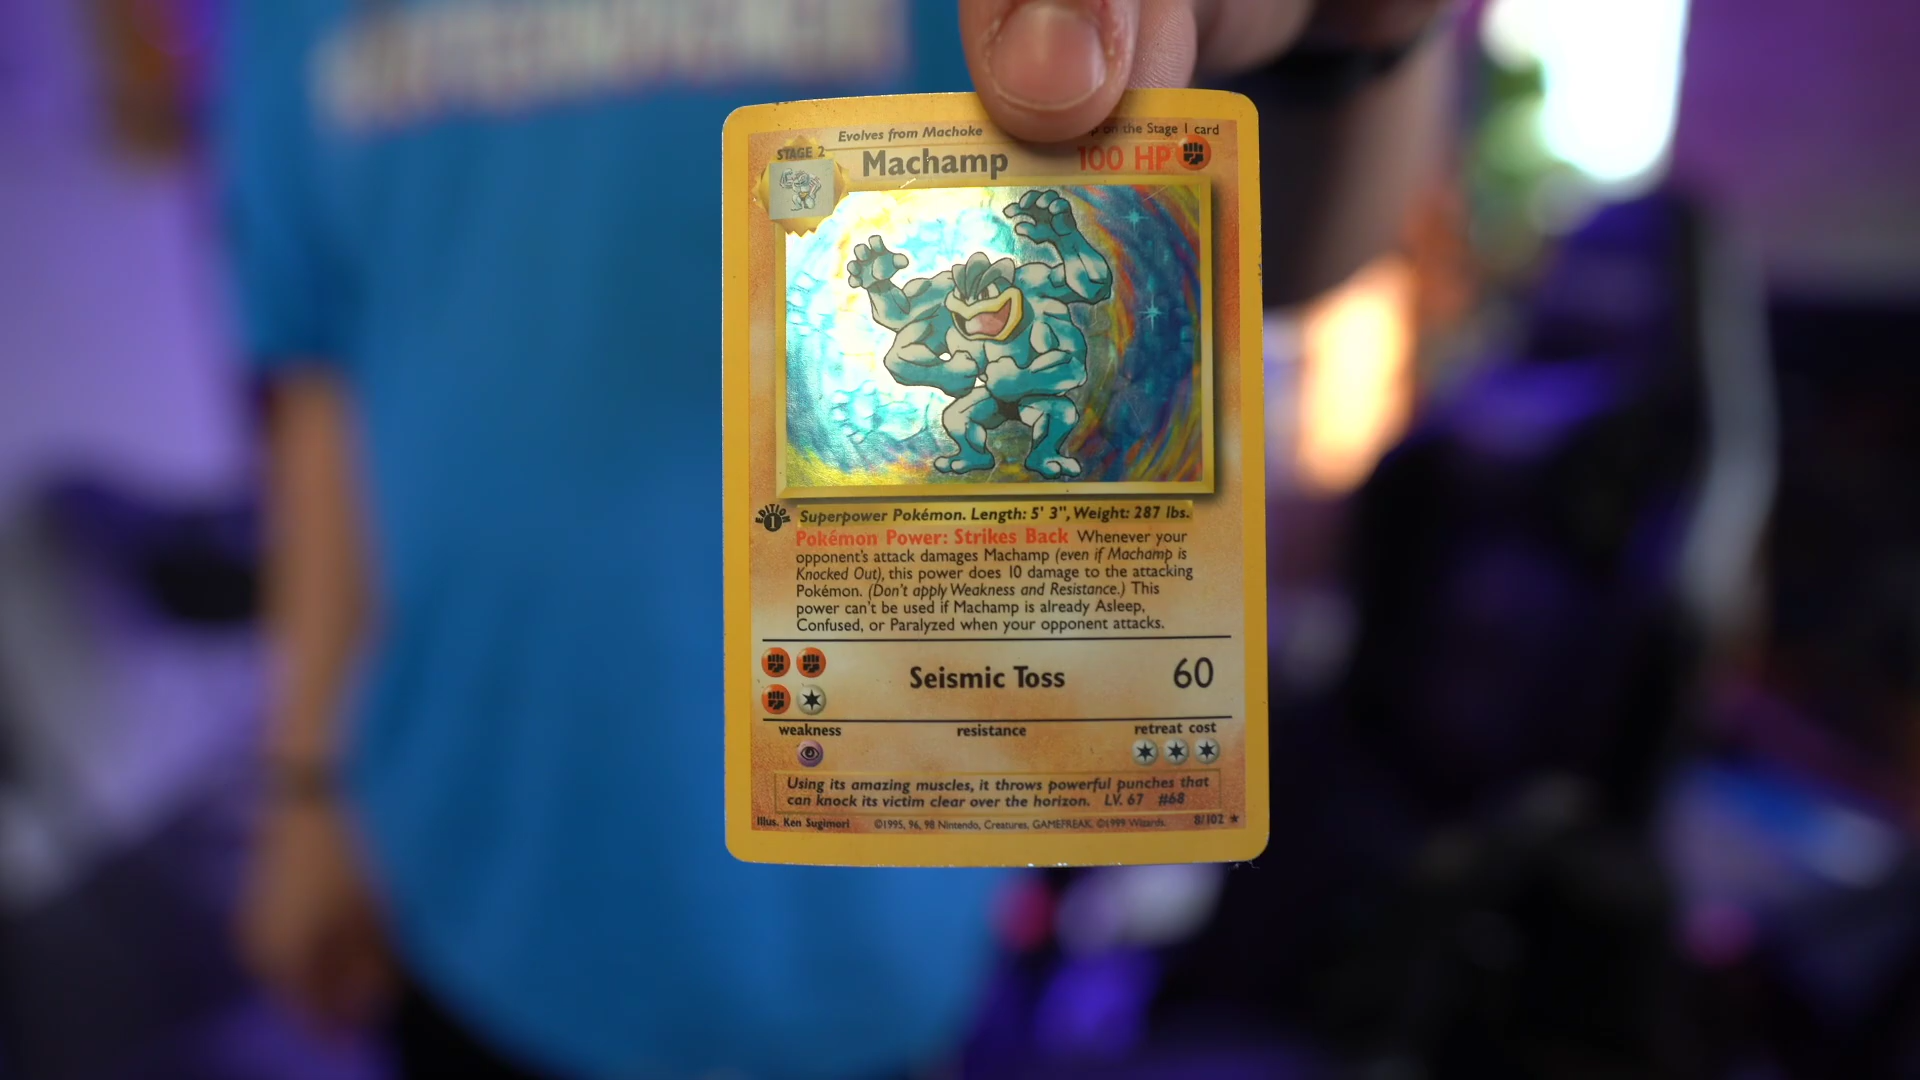 Evolves from Machoke
on the Stage 1 card
STAGE 2
Machamp
100 HP
EDITION
1
Superpower Pokémon. Length: 5' 3", Weight: 287 lbs.
Pokémon Power: Strikes Back Whenever your
opponent's attack damages Machamp (even if Machamp is
Knocked Out), this power does 10 damage to the attacking
Pokémon. (Don't apply Weakness and Resistance.) This
power can't be used if Machamp is already Asleep,
Confused, or Paralyzed when your opponent attacks.
Seismic Toss
60
weakness
resistance
retreat cost
Using its amazing muscles, it throws powerful punches that
can knock its victim clear over the horizon. LV. 67 #68
Illus. Ken Sugimori
©1995, 96, 98 Nintendo, Creatures, GAMEFREAK. ©1999 Wizards.
8/102 ★